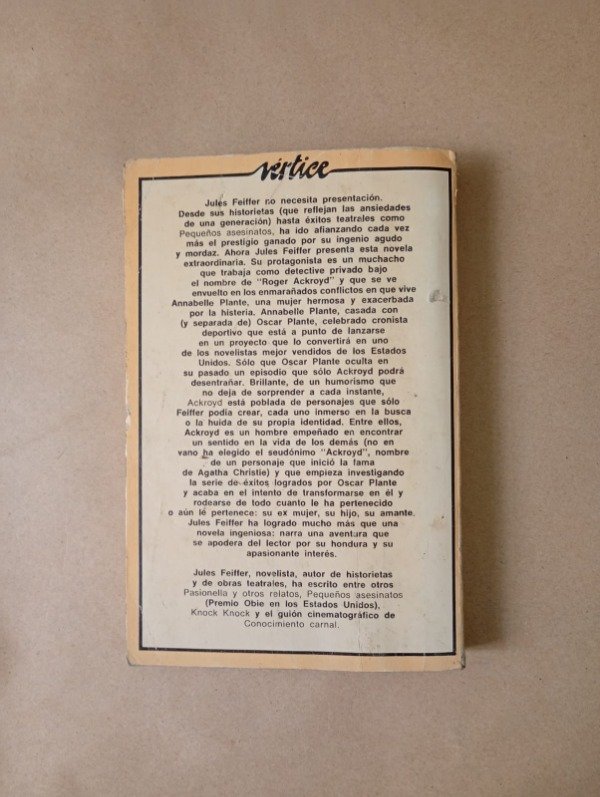 vértice
Jules Feiffer no necesita presentación.
Desde sus historietas (que reflejan las ansiedades
de una generación) hasta éxitos teatrales como
Pequeños asesinatos, ha ido afianzando cada vez
más el prestigio ganado por su ingenio agudo
y mordaz. Ahora Jules Feiffer presenta esta novela
extraordinaria. Su protagonista es un muchacho
que trabaja como detective privado bajo
el nombre de "Roger Ackroyd" y que se ve
envuelto en los enmarañados conflictos en que vive
Annabelle Plante, una mujer hermosa y exacerbada
por la histeria. Annabelle Plante, casada con
(y separada de) Oscar Plante, celebrado cronista
deportivo que está a punto de lanzarse
en un proyecto que lo convertirá en uno
de los novelistas mejor vendidos de los Estados
Unidos. Sólo que Oscar Plante oculta en
su pasado un episodio que sólo Ackroyd podrá
desentrañar. Brillante, de un humorismo que
no deja de sorprender a cada instante,
Ackroyd está poblada de personajes que sólo
Feiffer podía crear, cada uno inmerso en la busca
o la huida de su propia identidad. Entre ellos,
Ackroyd es un hombre empeñado en encontrar
un sentido en la vida de los demás (no en
vano ha elegido el seudónimo "Ackroyd", nombre
de un personaje que inició la fama
de Agatha Christie) y que empieza investigando
la serie de éxitos logrados por Oscar Plante
y acaba en el intento de transformarse en él y
rodearse de todo cuanto le ha pertenecido
o aún lé pertenece: su ex mujer, su hijo, su amante.
Jules Feiffer ha logrado mucho más que una
novela ingeniosa: narra una aventura que
se apodera del lector por su hondura y su
apasionante interés.
Jules Feiffer, novelista, autor de historietas
y de obras teatrales, ha escrito entre otros
Pasionella y otros relatos, Pequeños asesinatos
(Premio Obie en los Estados Unidos),
Knock Knock y el guión cinematográfico de
Conocimiento carnal.